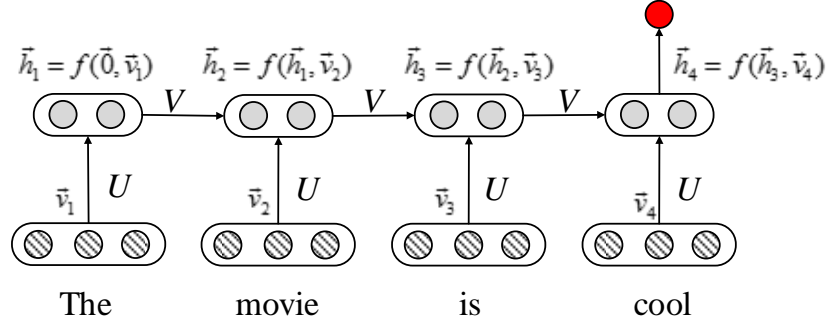 h⃗₁ = f(0⃗, v⃗₁) h⃗₂ = f(h⃗₁, v⃗₂) h⃗₃ = f(h⃗₂, v⃗₃) h⃗₄ = f(h⃗₃, v⃗₄)
V V V
v⃗₁ U v⃗₂ U v⃗₃ U v⃗₄ U
The movie is cool